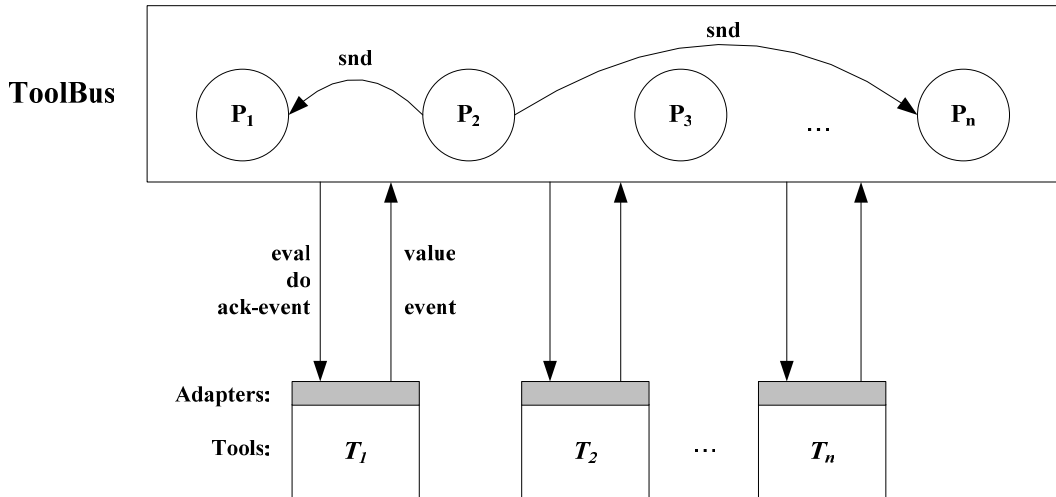 snd
snd
ToolBus
P1
P2
P3
...
Pn
eval
value
do
ack-event
event
Adapters:
Tools:
T1
T2
...
Tn